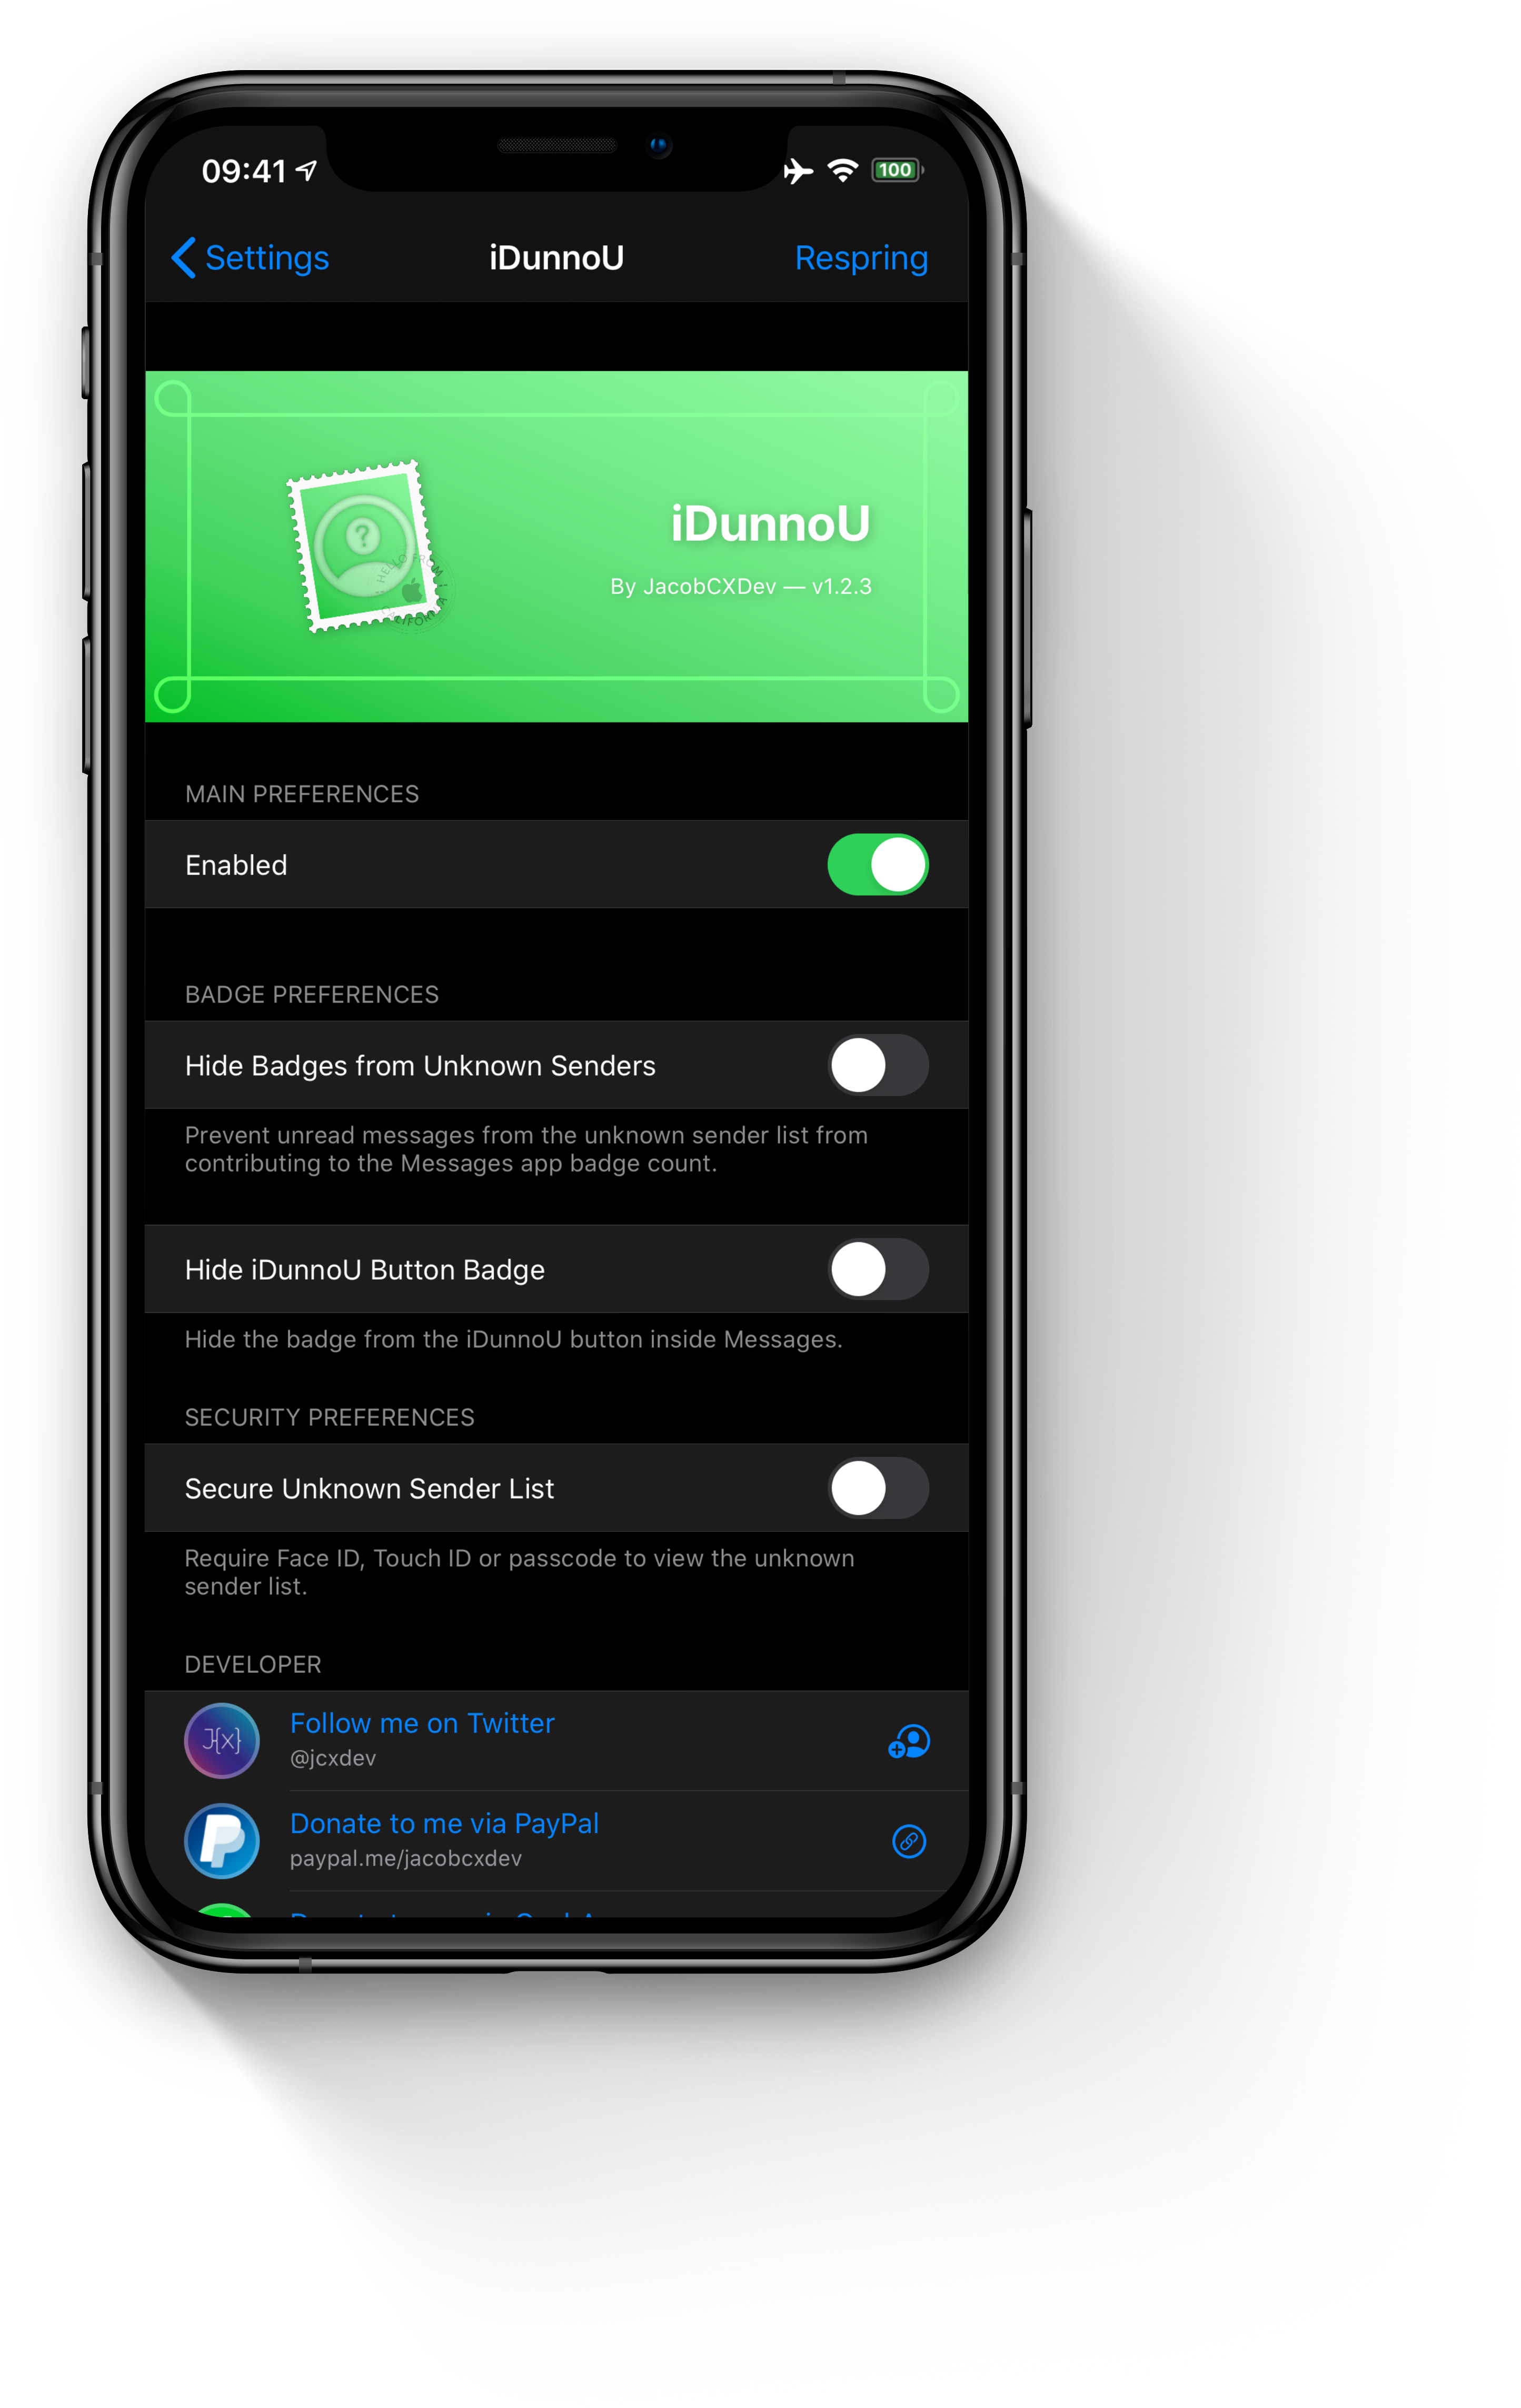 09:41
100
Settings
iDunnoU
Respring
?
HELLO FROM
CALIFORNIA
iDunnoU
By JacobCXDev — v1.2.3
MAIN PREFERENCES
Enabled
BADGE PREFERENCES
Hide Badges from Unknown Senders
Prevent unread messages from the unknown sender list from
contributing to the Messages app badge count.
Hide iDunnoU Button Badge
Hide the badge from the iDunnoU button inside Messages.
SECURITY PREFERENCES
Secure Unknown Sender List
Require Face ID, Touch ID or passcode to view the unknown
sender list.
DEVELOPER
J{x}
Follow me on Twitter
@jcxdev
Donate to me via PayPal
paypal.me/jacobcxdev